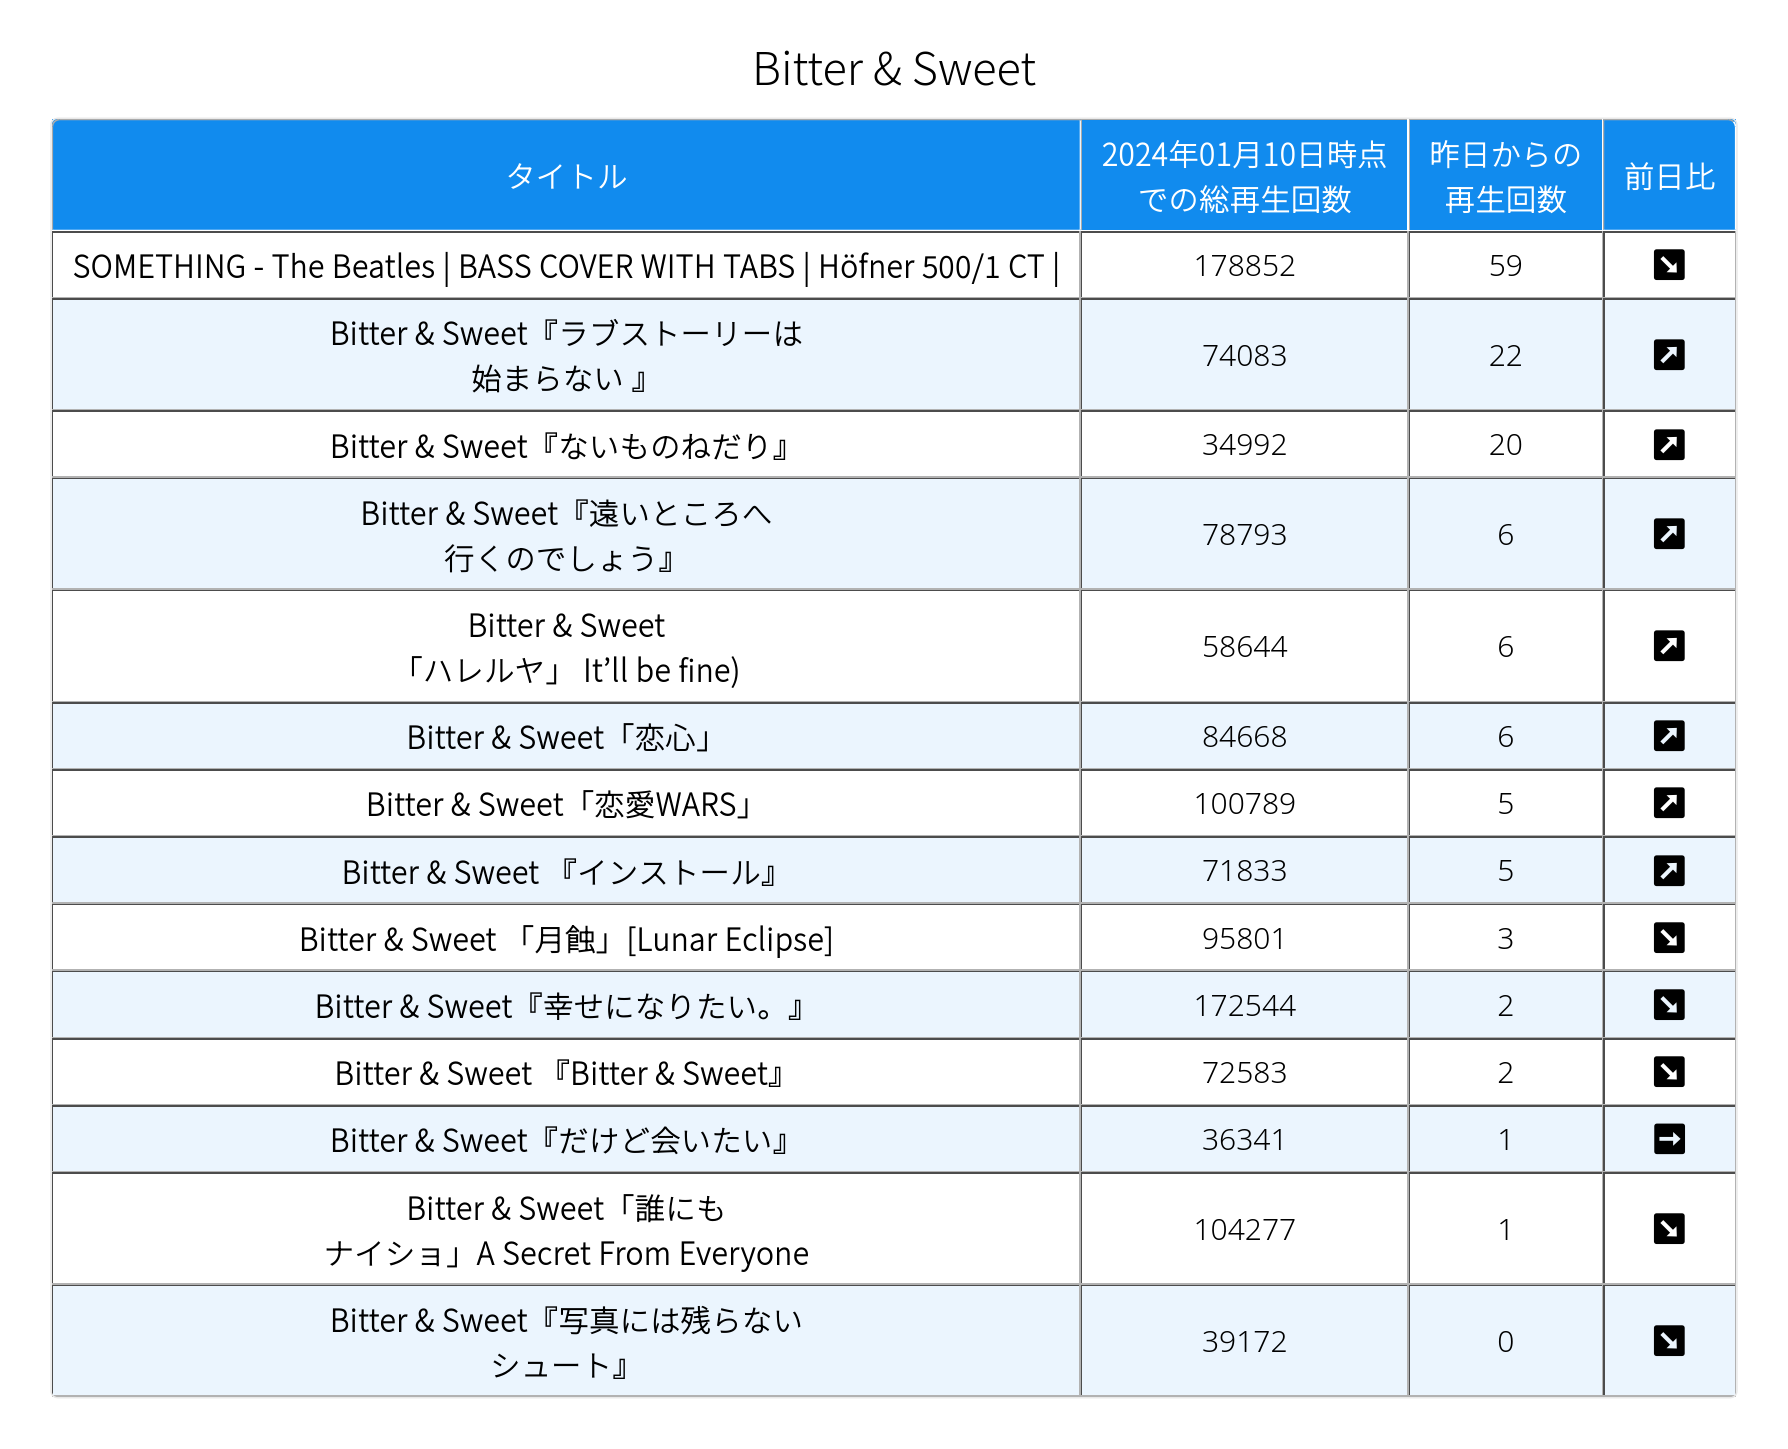 Bitter & Sweet
タイトル
2024年01月10日時点
での総再生回数
昨日からの
再生回数
前日比
SOMETHING - The Beatles | BASS COVER WITH TABS | Höfner 500/1 CT |
178852
59
Bitter & Sweet『ラブストーリーは
始まらない 』
74083
22
Bitter & Sweet『ないものねだり』
34992
20
Bitter & Sweet『遠いところへ
行くのでしょう』
78793
6
Bitter & Sweet
「ハレルヤ」 It’ll be fine)
58644
6
Bitter & Sweet「恋心」
84668
6
Bitter & Sweet「恋愛WARS」
100789
5
Bitter & Sweet 『インストール』
71833
5
Bitter & Sweet 「月蝕」[Lunar Eclipse]
95801
3
Bitter & Sweet『幸せになりたい。』
172544
2
Bitter & Sweet 『Bitter & Sweet』
72583
2
Bitter & Sweet『だけど会いたい』
36341
1
Bitter & Sweet「誰にも
ナイショ」A Secret From Everyone
104277
1
Bitter & Sweet『写真には残らない
シュート』
39172
0